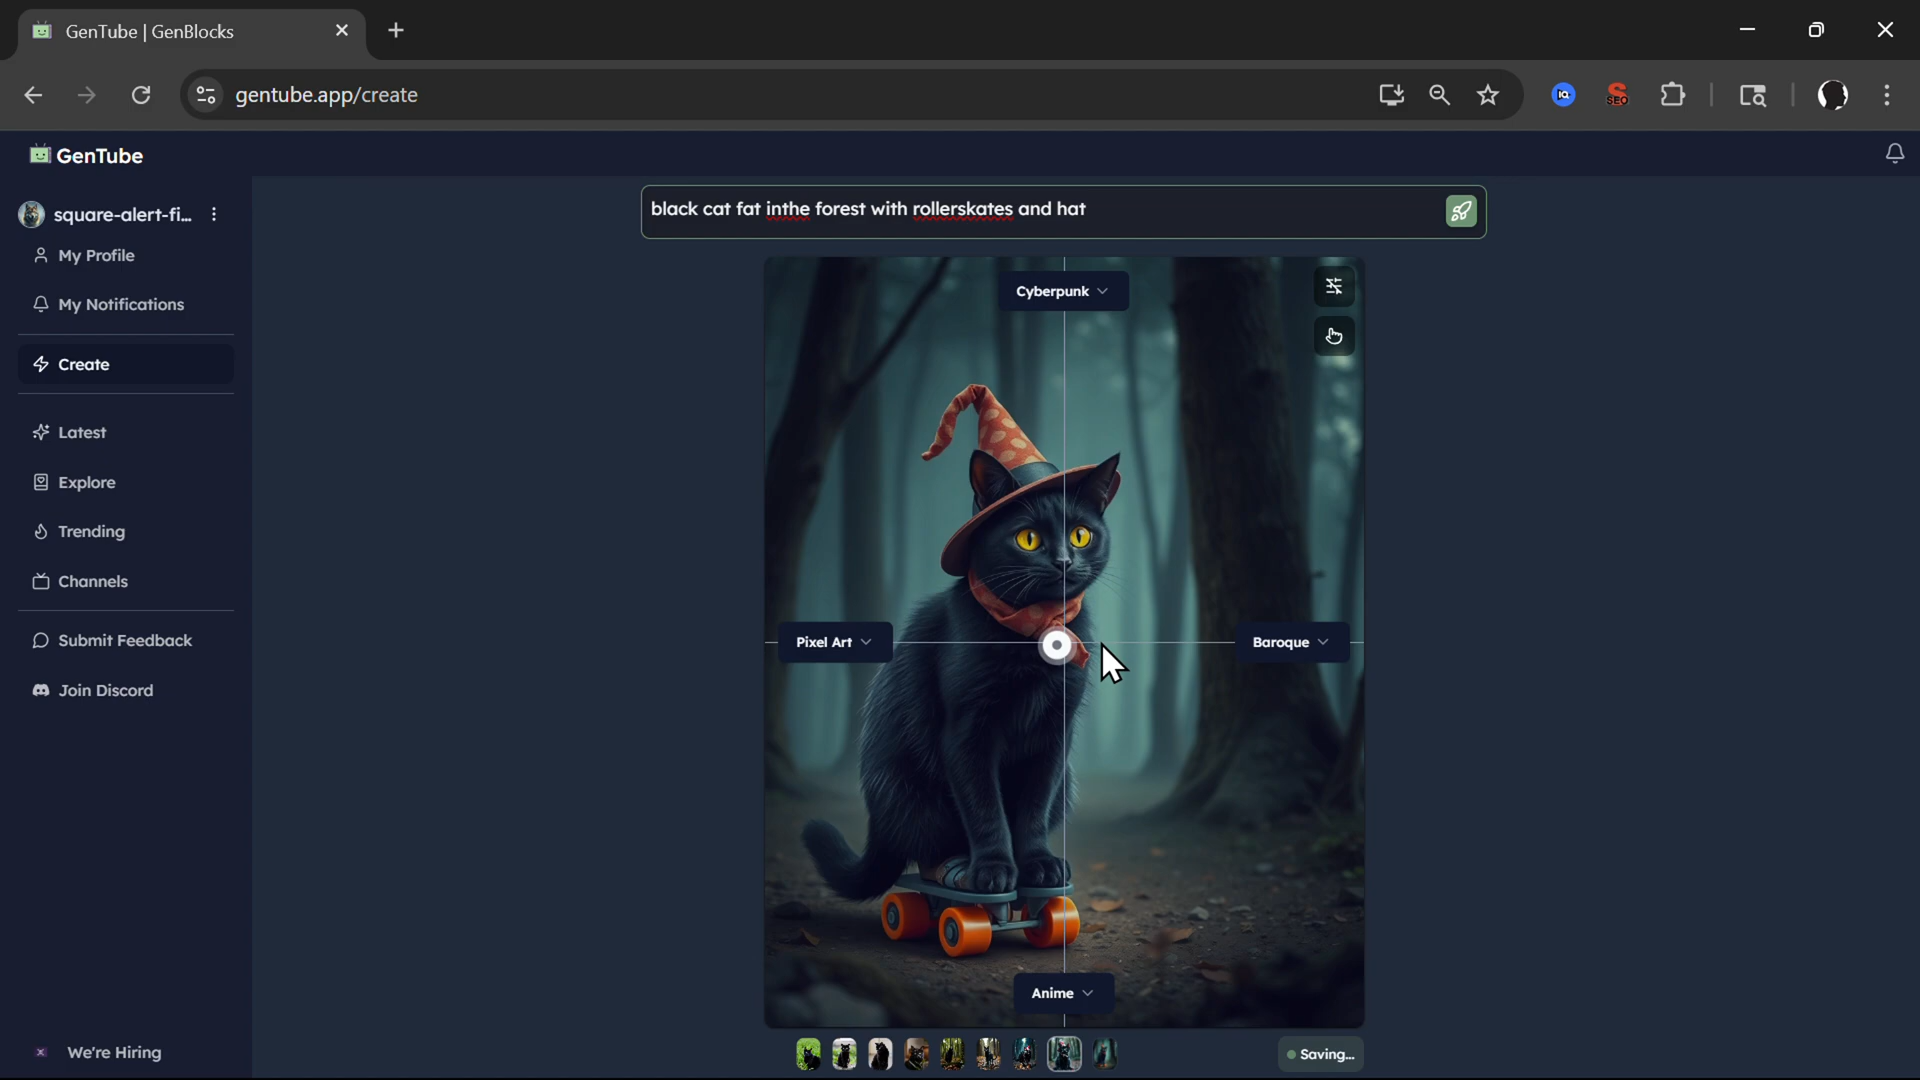 GenTube | GenBlocks
gentube.app/create
IQ
SEO
GenTube
square-alert-fi...
black cat fat inthe forest with rollerskates and hat
My Profile
My Notifications
Create
Latest
Explore
Trending
Channels
Submit Feedback
Join Discord
We're Hiring
Cyberpunk
Pixel Art
Baroque
Anime
Saving...